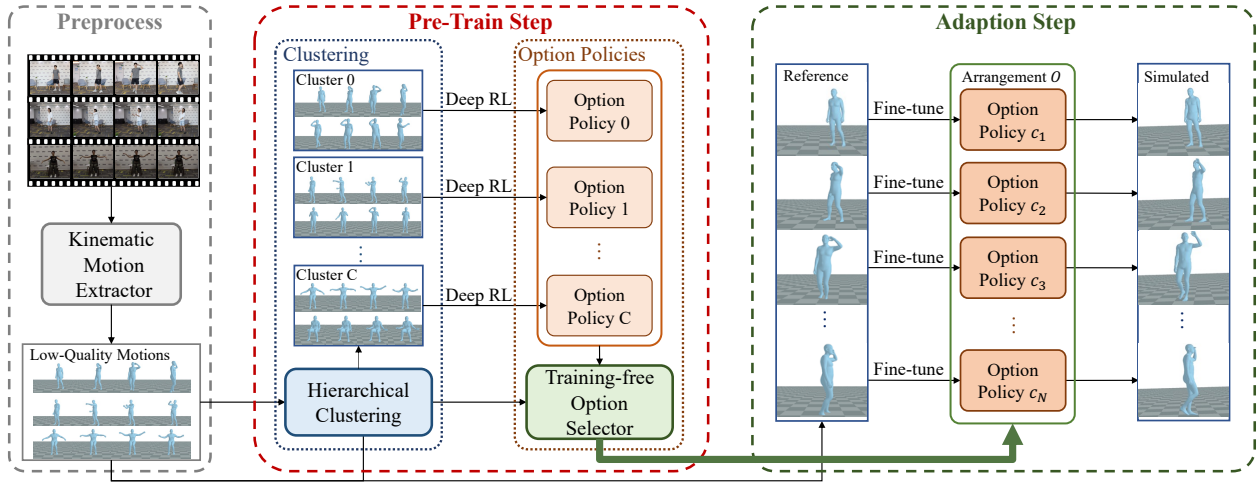 Preprocess
Kinematic
Motion
Extractor
Low-Quality Motions
Pre-Train Step
Clustering
Cluster 0
Cluster 1
⋮
Cluster C
Hierarchical
Clustering
Deep RL
Deep RL
Deep RL
Option Policies
Option
Policy 0
Option
Policy 1
⋮
Option
Policy C
Training-free
Option
Selector
Adaption Step
Reference
⋮
Fine-tune
Fine-tune
Fine-tune
Fine-tune
Arrangement O
Option
Policy c₁
Option
Policy c₂
Option
Policy c₃
⋮
Option
Policy c_N
Simulated
⋮